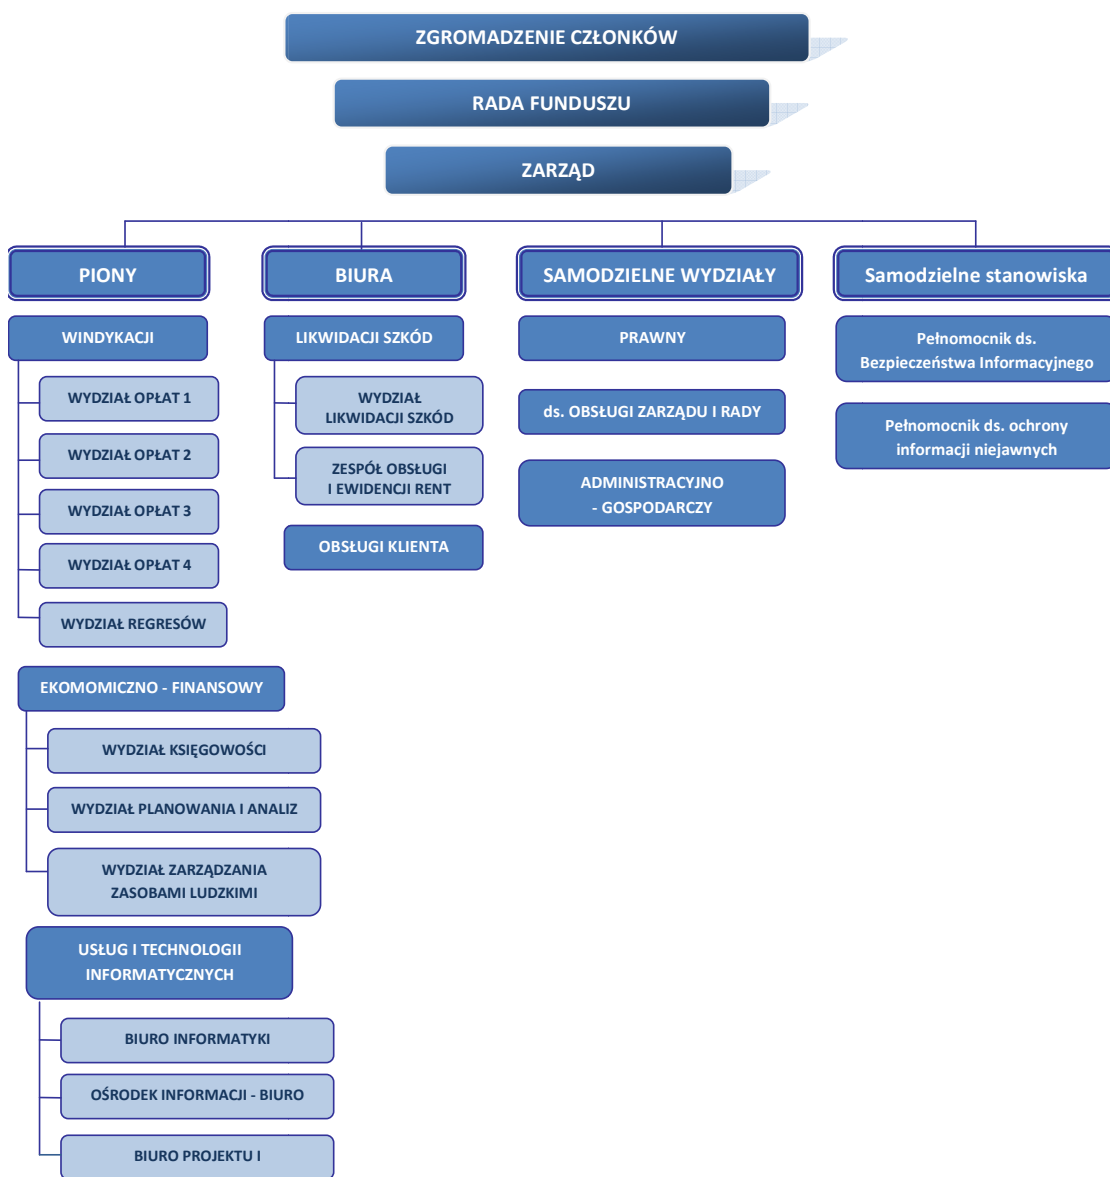 ZGROMADZENIE CZŁONKÓW
RADA FUNDUSZU
ZARZĄD
PIONY
WINDYKACJI
WYDZIAŁ OPŁAT 1
WYDZIAŁ OPŁAT 2
WYDZIAŁ OPŁAT 3
WYDZIAŁ OPŁAT 4
WYDZIAŁ REGRESÓW
EKOMOMICZNO - FINANSOWY
WYDZIAŁ KSIĘGOWOŚCI
WYDZIAŁ PLANOWANIA I ANALIZ
WYDZIAŁ ZARZĄDZANIA
ZASOBAMI LUDZKIMI
USŁUG I TECHNOLOGII
INFORMATYCZNYCH
BIURO INFORMATYKI
OŚRODEK INFORMACJI - BIURO
BIURO PROJEKTU I
BIURA
LIKWIDACJI SZKÓD
WYDZIAŁ
LIKWIDACJI SZKÓD
ZESPÓŁ OBSŁUGI
I EWIDENCJI RENT
OBSŁUGI KLIENTA
SAMODZIELNE WYDZIAŁY
PRAWNY
ds. OBSŁUGI ZARZĄDU I RADY
ADMINISTRACYJNO
- GOSPODARCZY
Samodzielne stanowiska
Pełnomocnik ds.
Bezpieczeństwa Informacyjnego
Pełnomocnik ds. ochrony
informacji niejawnych